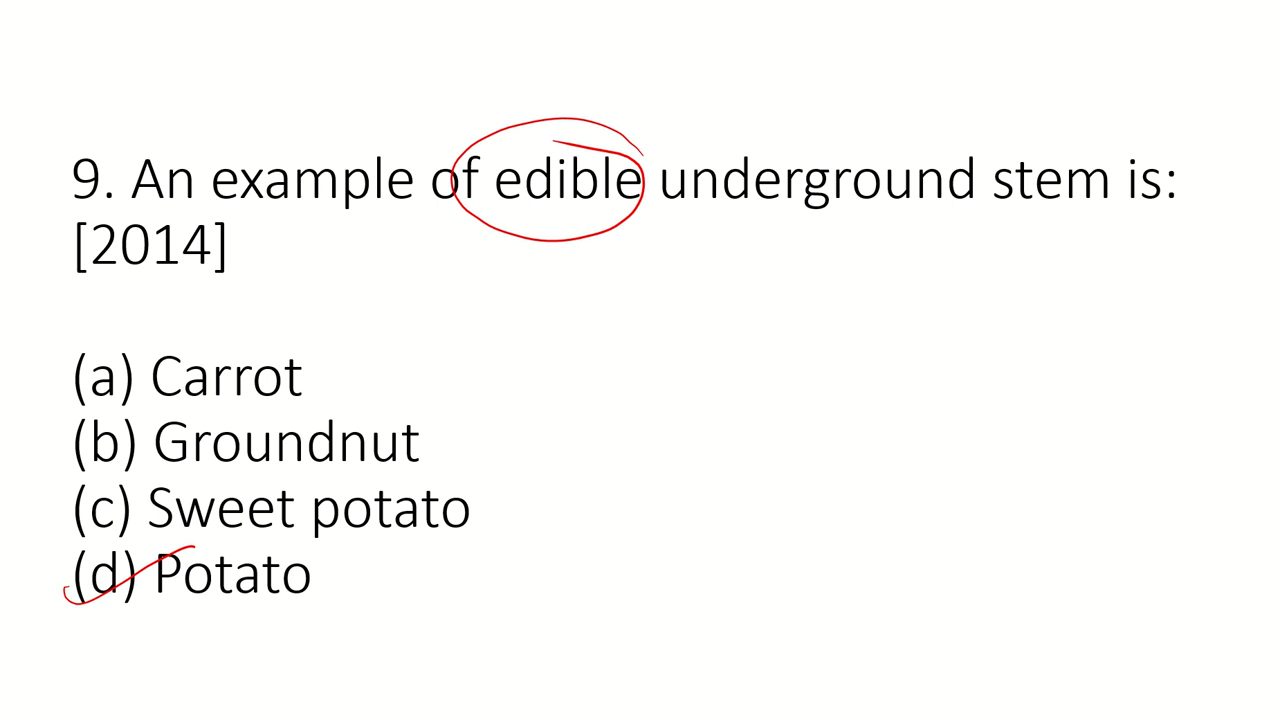 9. An example of edible underground stem is:
[2014]
(a) Carrot
(b) Groundnut
(c) Sweet potato
(d) Potato